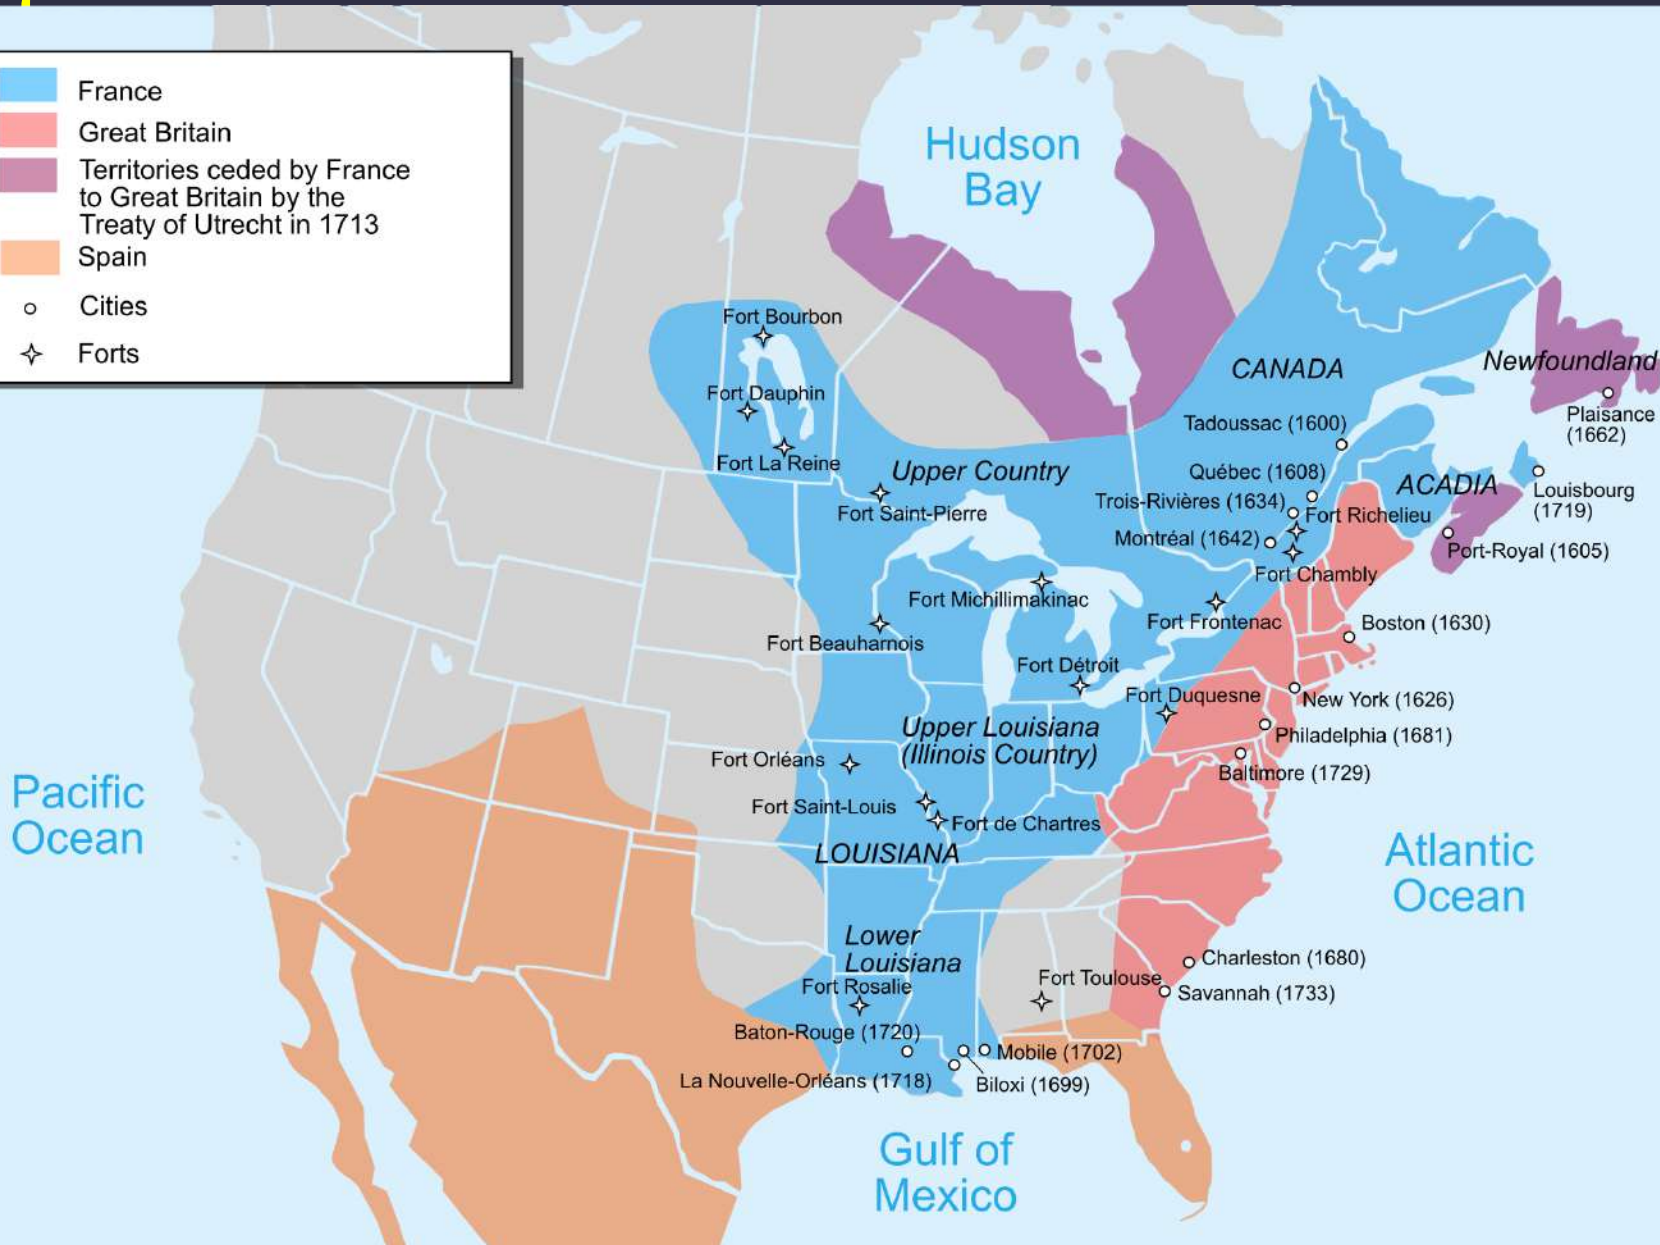 France
Great Britain
Territories ceded by France
to Great Britain by the
Treaty of Utrecht in 1713
Spain
Cities
Forts
Hudson
Bay
Fort Bourbon
CANADA
Newfoundland
Fort Dauphin
Plaisance
(1662)
Tadoussac (1600)
Fort La Reine
Upper Country
Québec (1608)
ACADIA
Louisbourg
(1719)
Trois-Rivières (1634)
Fort Richelieu
Fort Saint-Pierre
Montréal (1642)
Port-Royal (1605)
Fort Chambly
Fort Michillimakinac
Fort Frontenac
Boston (1630)
Fort Beauharnois
Fort Détroit
Fort Duquesne
New York (1626)
Upper Louisiana
(Illinois Country)
Philadelphia (1681)
Fort Orléans
Baltimore (1729)
Pacific
Ocean
Fort Saint-Louis
Fort de Chartres
LOUISIANA
Atlantic
Ocean
Lower
Louisiana
Charleston (1680)
Fort Toulouse
Fort Rosalie
Savannah (1733)
Baton-Rouge (1720)
Mobile (1702)
La Nouvelle-Orléans (1718)
Biloxi (1699)
Gulf of
Mexico